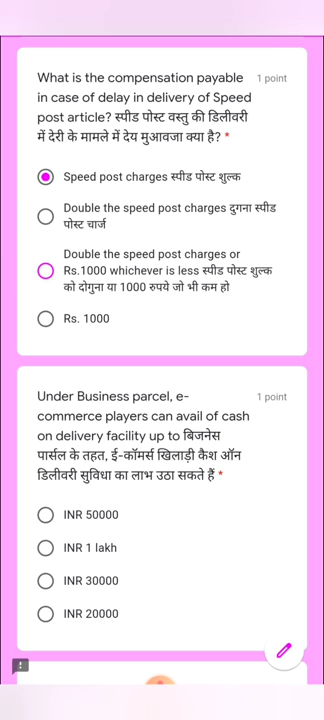 What is the compensation payable 1 point
in case of delay in delivery of Speed
post article? स्पीड पोस्ट वस्तु की डिलीवरी
में देरी के मामले में देय मुआवजा क्या है? *
Speed post charges स्पीड पोस्ट शुल्क
Double the speed post charges दुगना स्पीड
पोस्ट चार्ज
Double the speed post charges or
Rs.1000 whichever is less स्पीड पोस्ट शुल्क
को दोगुना या 1000 रुपये जो भी कम हो
Rs. 1000
Under Business parcel, e- 1 point
commerce players can avail of cash
on delivery facility up to बिजनेस
पार्सल के तहत, ई-कॉमर्स खिलाड़ी कैश ऑन
डिलीवरी सुविधा का लाभ उठा सकते हैं *
INR 50000
INR 1 lakh
INR 30000
INR 20000